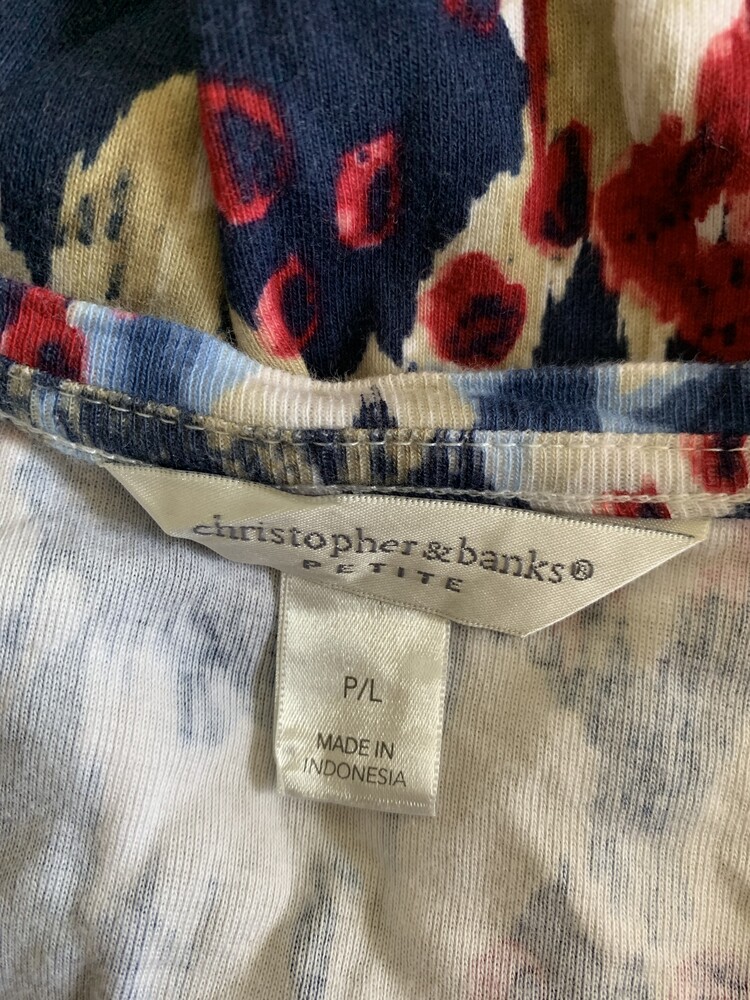 christopher & banks®
PETITE
P/L
MADE IN
INDONESIA